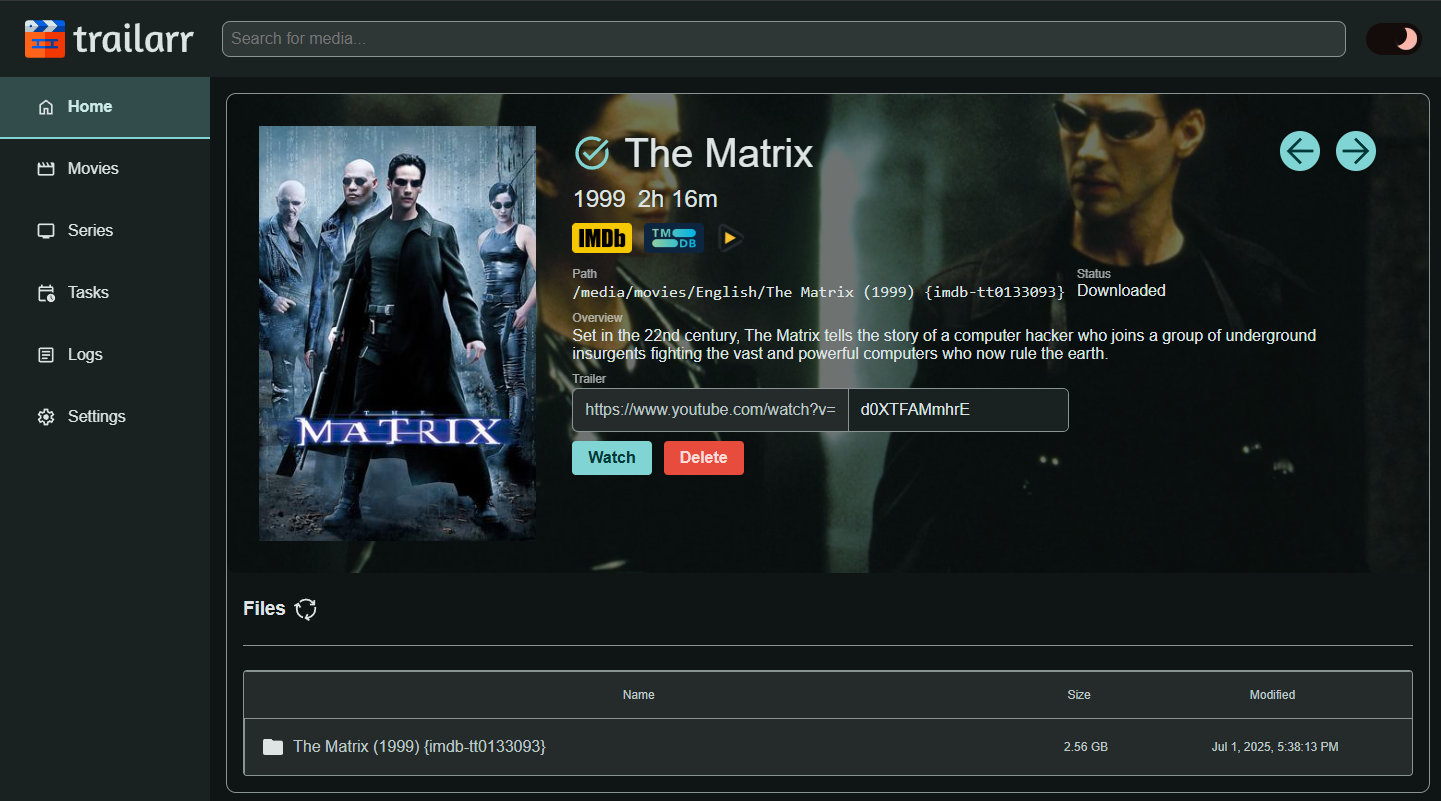 trailarr
Search for media...
Home
Movies
Series
Tasks
Logs
Settings
THE
MATRIX
The Matrix
1999 2h 16m
IMDb
TM
DB
Path
/media/movies/English/The Matrix (1999) {imdb-tt0133093}
Status
Downloaded
Overview
Set in the 22nd century, The Matrix tells the story of a computer hacker who joins a group of underground
insurgents fighting the vast and powerful computers who now rule the earth.
Trailer
https://www.youtube.com/watch?v= d0XTFAMmhrE
Watch Delete
Files
Name Size Modified
The Matrix (1999) {imdb-tt0133093} 2.56 GB Jul 1, 2025, 5:38:13 PM